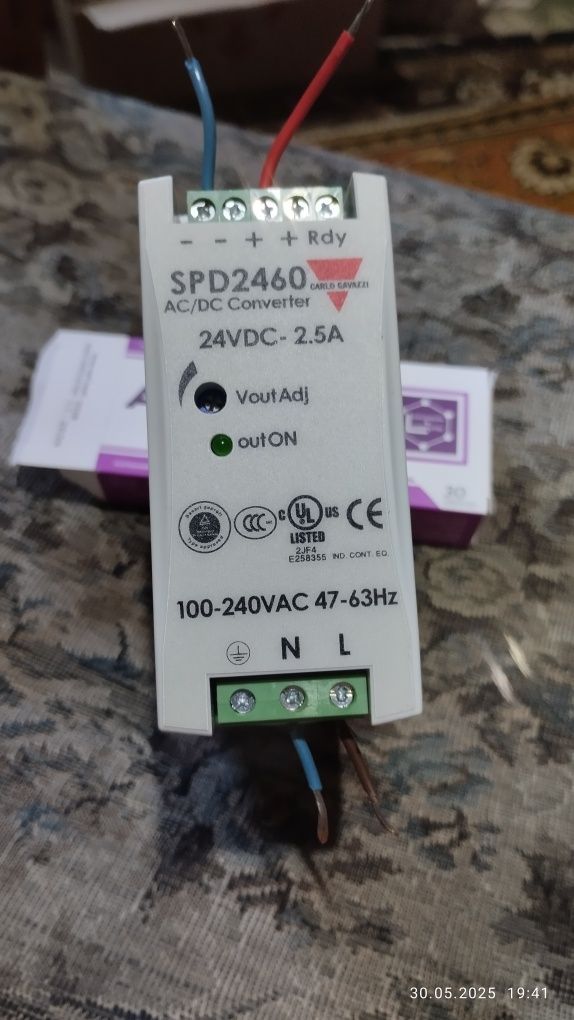 - - + + Rdy
SPD2460
CARLO GAVAZZI
AC/DC Converter
24VDC- 2.5A
VoutAdj
outON
CCC
C UL US
LISTED
2JF4
E258355 IND. CONT. EQ.
CE
100-240VAC 47-63Hz
N L
30.05.2025 19:41